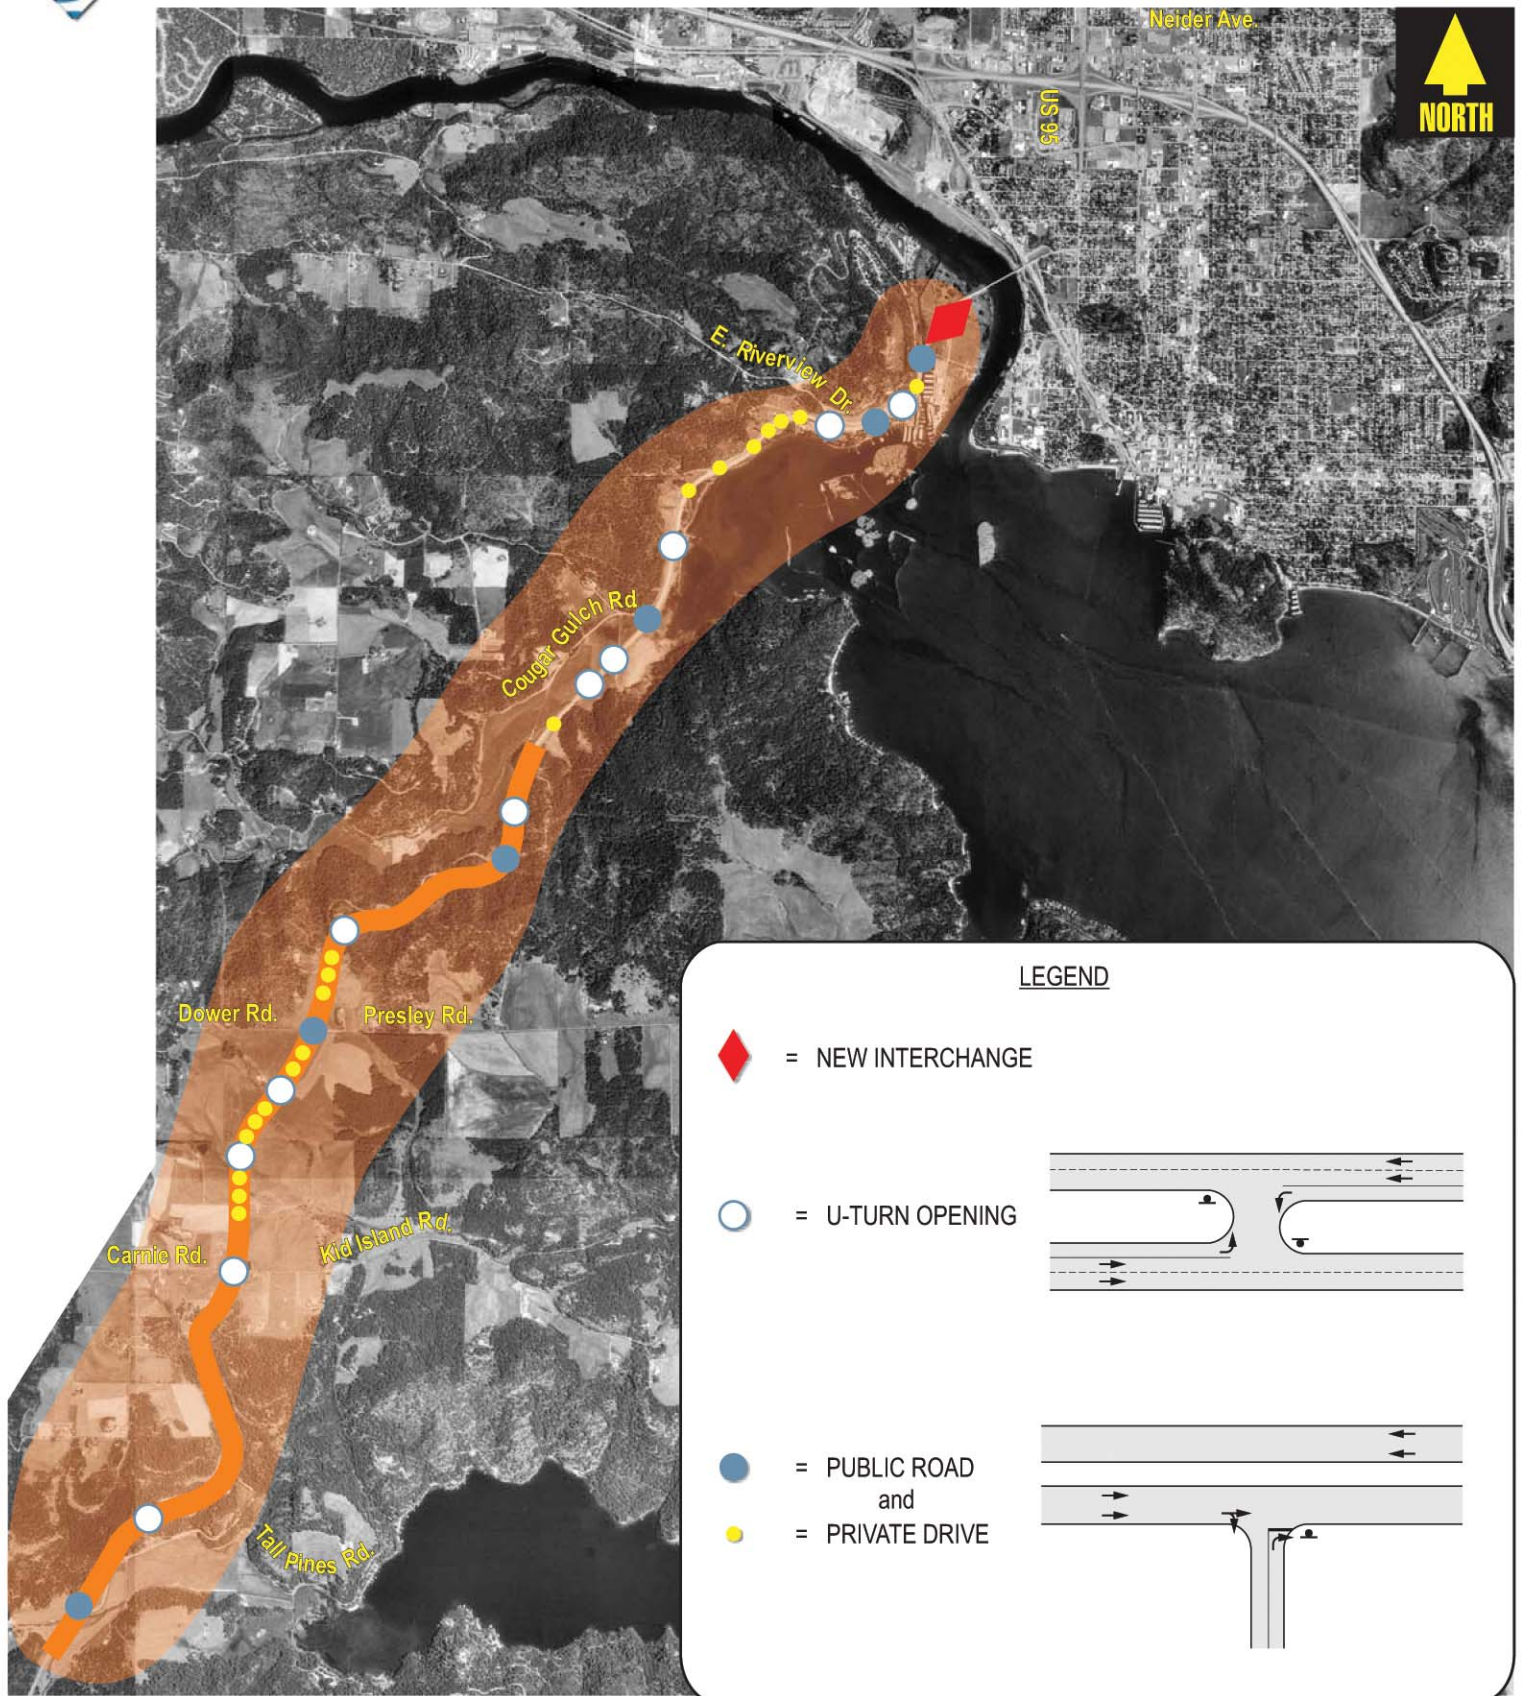 Neider Ave.
US 95
NORTH
E. Riverview Dr.
Cougar Gulch Rd
Dower Rd.
Presley Rd.
Carnie Rd.
Kid Island Rd.
Tall Pines Rd.
LEGEND
= NEW INTERCHANGE
= U-TURN OPENING
= PUBLIC ROAD
and
= PRIVATE DRIVE